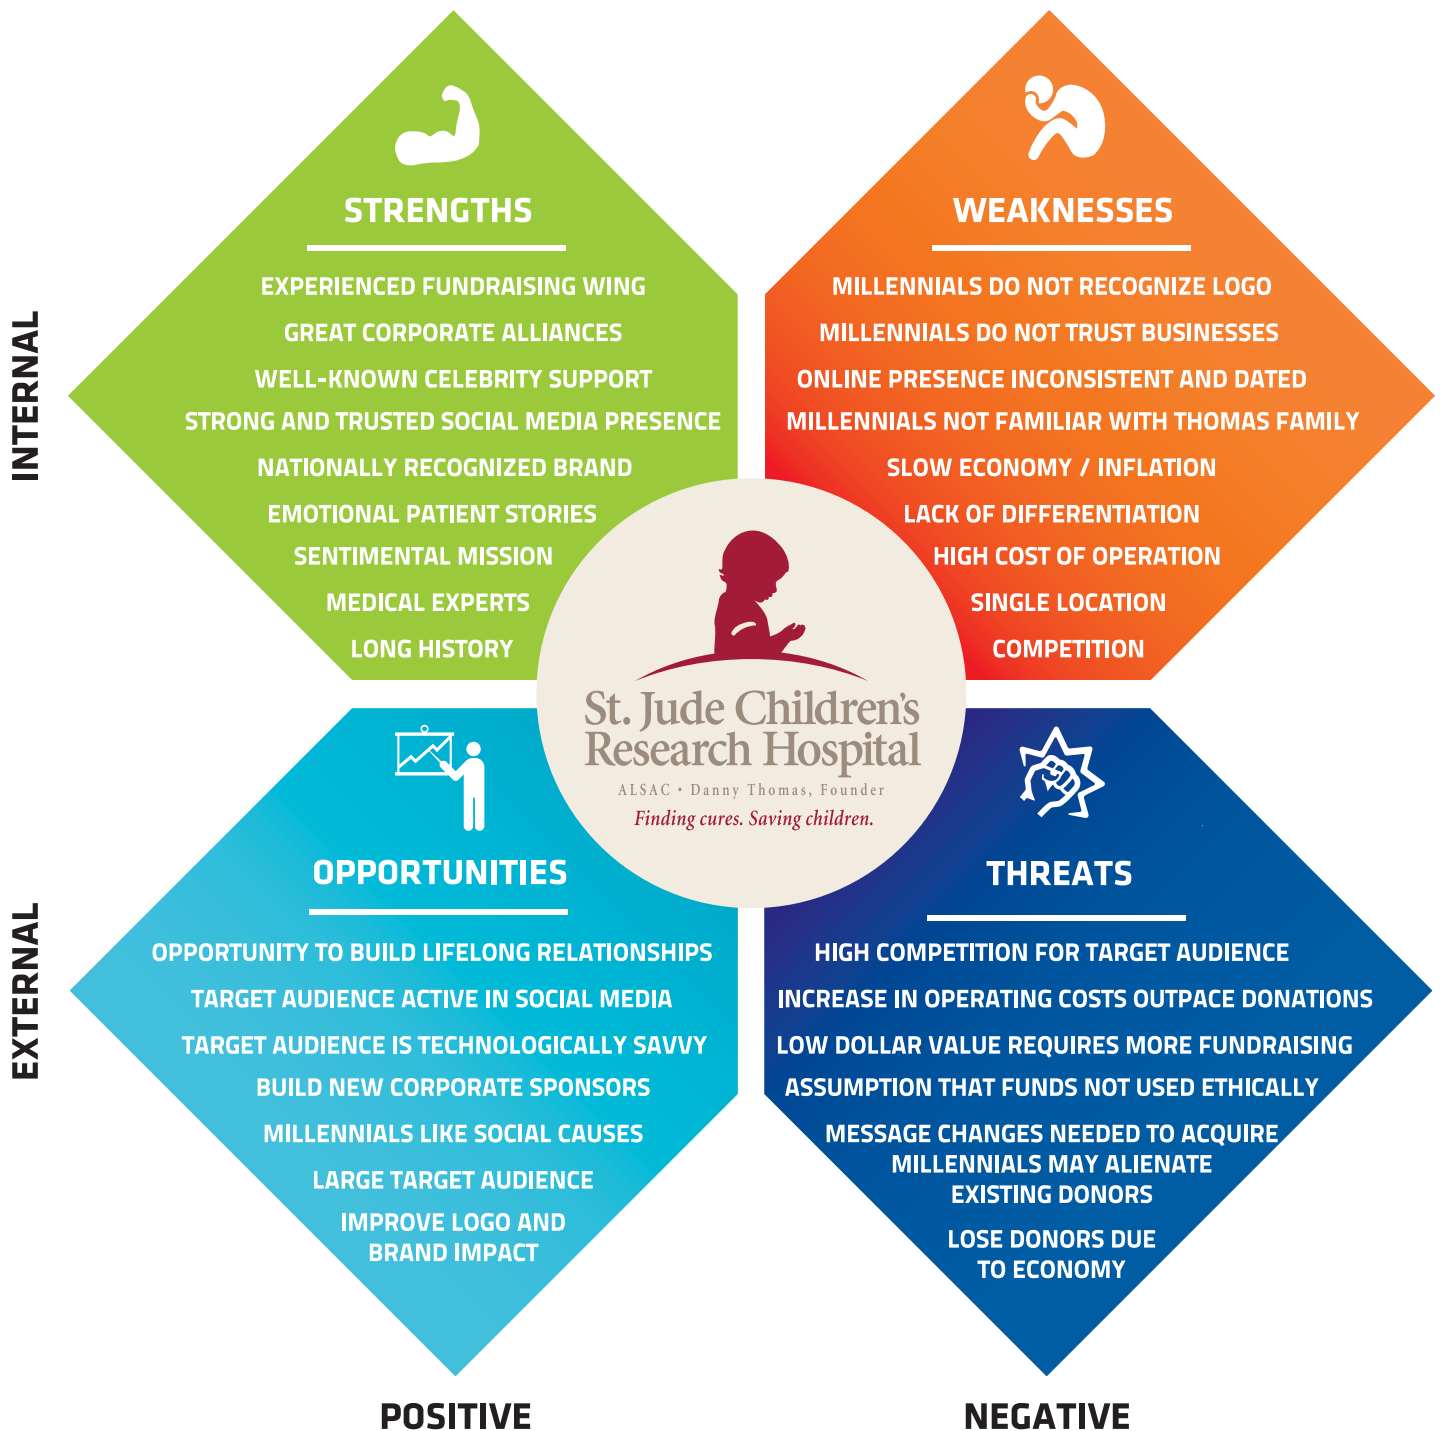 STRENGTHS
EXPERIENCED FUNDRAISING WING
GREAT CORPORATE ALLIANCES
WELL-KNOWN CELEBRITY SUPPORT
STRONG AND TRUSTED SOCIAL MEDIA PRESENCE
NATIONALLY RECOGNIZED BRAND
EMOTIONAL PATIENT STORIES
SENTIMENTAL MISSION
MEDICAL EXPERTS
LONG HISTORY
WEAKNESSES
MILLENNIALS DO NOT RECOGNIZE LOGO
MILLENNIALS DO NOT TRUST BUSINESSES
ONLINE PRESENCE INCONSISTENT AND DATED
MILLENNIALS NOT FAMILIAR WITH THOMAS FAMILY
SLOW ECONOMY / INFLATION
LACK OF DIFFERENTIATION
HIGH COST OF OPERATION
SINGLE LOCATION
COMPETITION
INTERNAL
St. Jude Children's
Research Hospital
ALSAC • Danny Thomas, Founder
Finding cures. Saving children.
OPPORTUNITIES
OPPORTUNITY TO BUILD LIFELONG RELATIONSHIPS
TARGET AUDIENCE ACTIVE IN SOCIAL MEDIA
TARGET AUDIENCE IS TECHNOLOGICALLY SAVVY
BUILD NEW CORPORATE SPONSORS
MILLENNIALS LIKE SOCIAL CAUSES
LARGE TARGET AUDIENCE
IMPROVE LOGO AND
BRAND IMPACT
THREATS
HIGH COMPETITION FOR TARGET AUDIENCE
INCREASE IN OPERATING COSTS OUTPACE DONATIONS
LOW DOLLAR VALUE REQUIRES MORE FUNDRAISING
ASSUMPTION THAT FUNDS NOT USED ETHICALLY
MESSAGE CHANGES NEEDED TO ACQUIRE
MILLENNIALS MAY ALIENATE
EXISTING DONORS
LOSE DONORS DUE
TO ECONOMY
EXTERNAL
POSITIVE
NEGATIVE